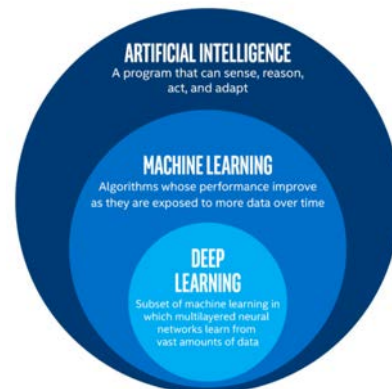 ARTIFICIAL INTELLIGENCE
A program that can sense, reason,
act, and adapt
MACHINE LEARNING
Algorithms whose performance improve
as they are exposed to more data over time
DEEP
LEARNING
Subset of machine learning in
which multilayered neural
networks learn from
vast amounts of data